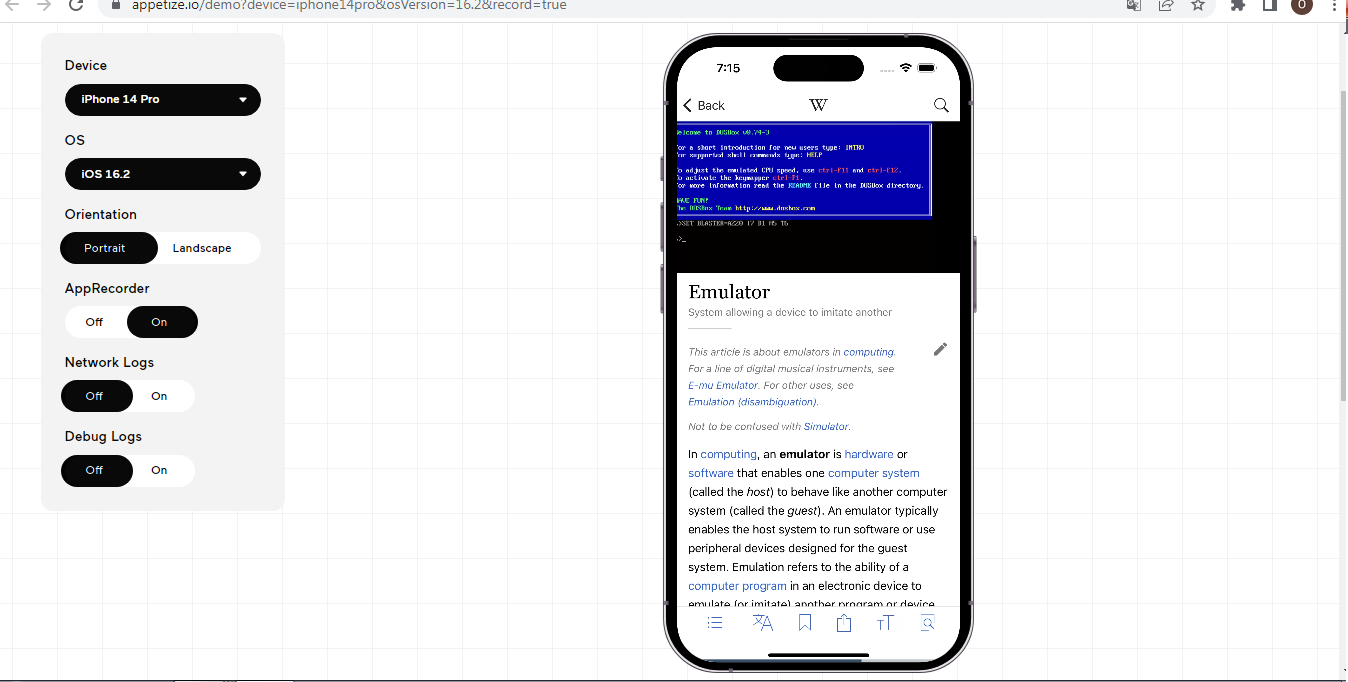 appetize.io/demo?device=iphone14pro&osVersion=16.2&record=true
O
Device
iPhone 14 Pro
OS
iOS 16.2
Orientation
Portrait Landscape
AppRecorder
Off On
Network Logs
Off On
Debug Logs
Off On
7:15
Back
W
elcome to DOSBox v0.74-3
or a short introduction for new users type: INTRO
or supported shell commands type: HELP
o adjust the emulated CPU speed, use ctrl-F11 and ctrl-F12.
o activate the keymapper ctrl-F1.
or more information read the README file in the DOSBox directory.
AVE FUN!
he DOSBox Team http://www.dosbox.com
>SET BLASTER=A220 I7 D1 H5 T6
>_
Emulator
System allowing a device to imitate another
This article is about emulators in computing.
For a line of digital musical instruments, see
E-mu Emulator. For other uses, see
Emulation (disambiguation).
Not to be confused with Simulator.
In computing, an emulator is hardware or
software that enables one computer system
(called the host) to behave like another computer
system (called the guest). An emulator typically
enables the host system to run software or use
peripheral devices designed for the guest
system. Emulation refers to the ability of a
computer program in an electronic device to
emulate (or imitate) another program or device.